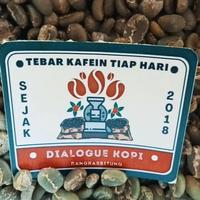 TEBAR KAFEIN TIAP HARI
SEJAK
2018
DIALOGUE KOPI
RANGKASBITUNG